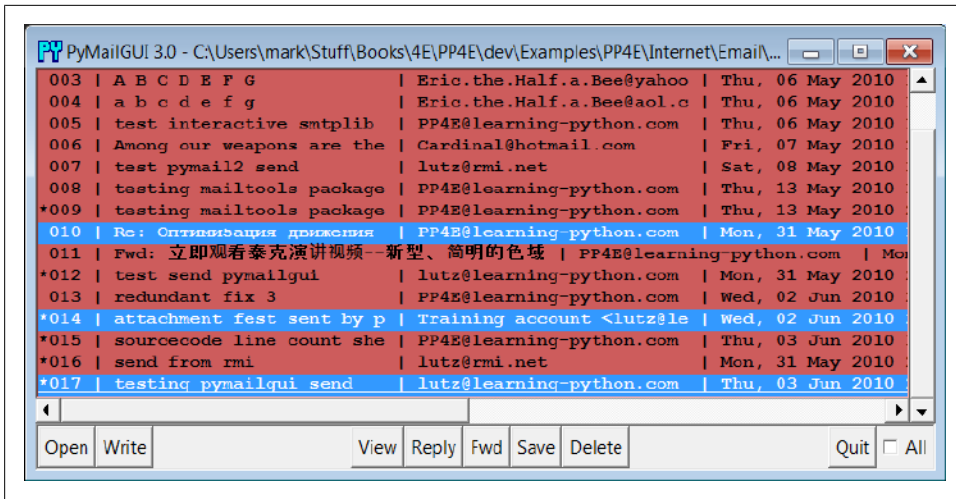 PY PyMailGUI 3.0 - C:\Users\mark\Stuff\Books\4E\PP4E\dev\Examples\PP4E\Internet\Email\...
003 | A B C D E F G | Eric.the.Half.a.Bee@yahoo | Thu, 06 May 2010
004 | a b c d e f g | Eric.the.Half.a.Bee@aol.c | Thu, 06 May 2010
005 | test interactive smtplib | PP4E@learning-python.com | Thu, 06 May 2010
006 | Among our weapons are the | Cardinal@hotmail.com | Fri, 07 May 2010
007 | test pymail2 send | lutz@rmi.net | Sat, 08 May 2010
008 | testing mailtools package | PP4E@learning-python.com | Thu, 13 May 2010
*009 | testing mailtools package | PP4E@learning-python.com | Thu, 13 May 2010
010 | Re: Оптимизация движения | PP4E@learning-python.com | Mon, 31 May 2010
011 | Fwd: 立即观看泰克演讲视频--新型、简明的色域 | PP4E@learning-python.com | Mon
*012 | test send pymailgui | lutz@learning-python.com | Mon, 31 May 2010
013 | redundant fix 3 | PP4E@learning-python.com | Wed, 02 Jun 2010
*014 | attachment fest sent by p | Training account <lutz@le | Wed, 02 Jun 2010
*015 | sourcecode line count she | PP4E@learning-python.com | Thu, 03 Jun 2010
*016 | send from rmi | lutz@rmi.net | Mon, 31 May 2010
*017 | testing pymailgui send | lutz@learning-python.com | Thu, 03 Jun 2010
Open Write View Reply Fwd Save Delete Quit All